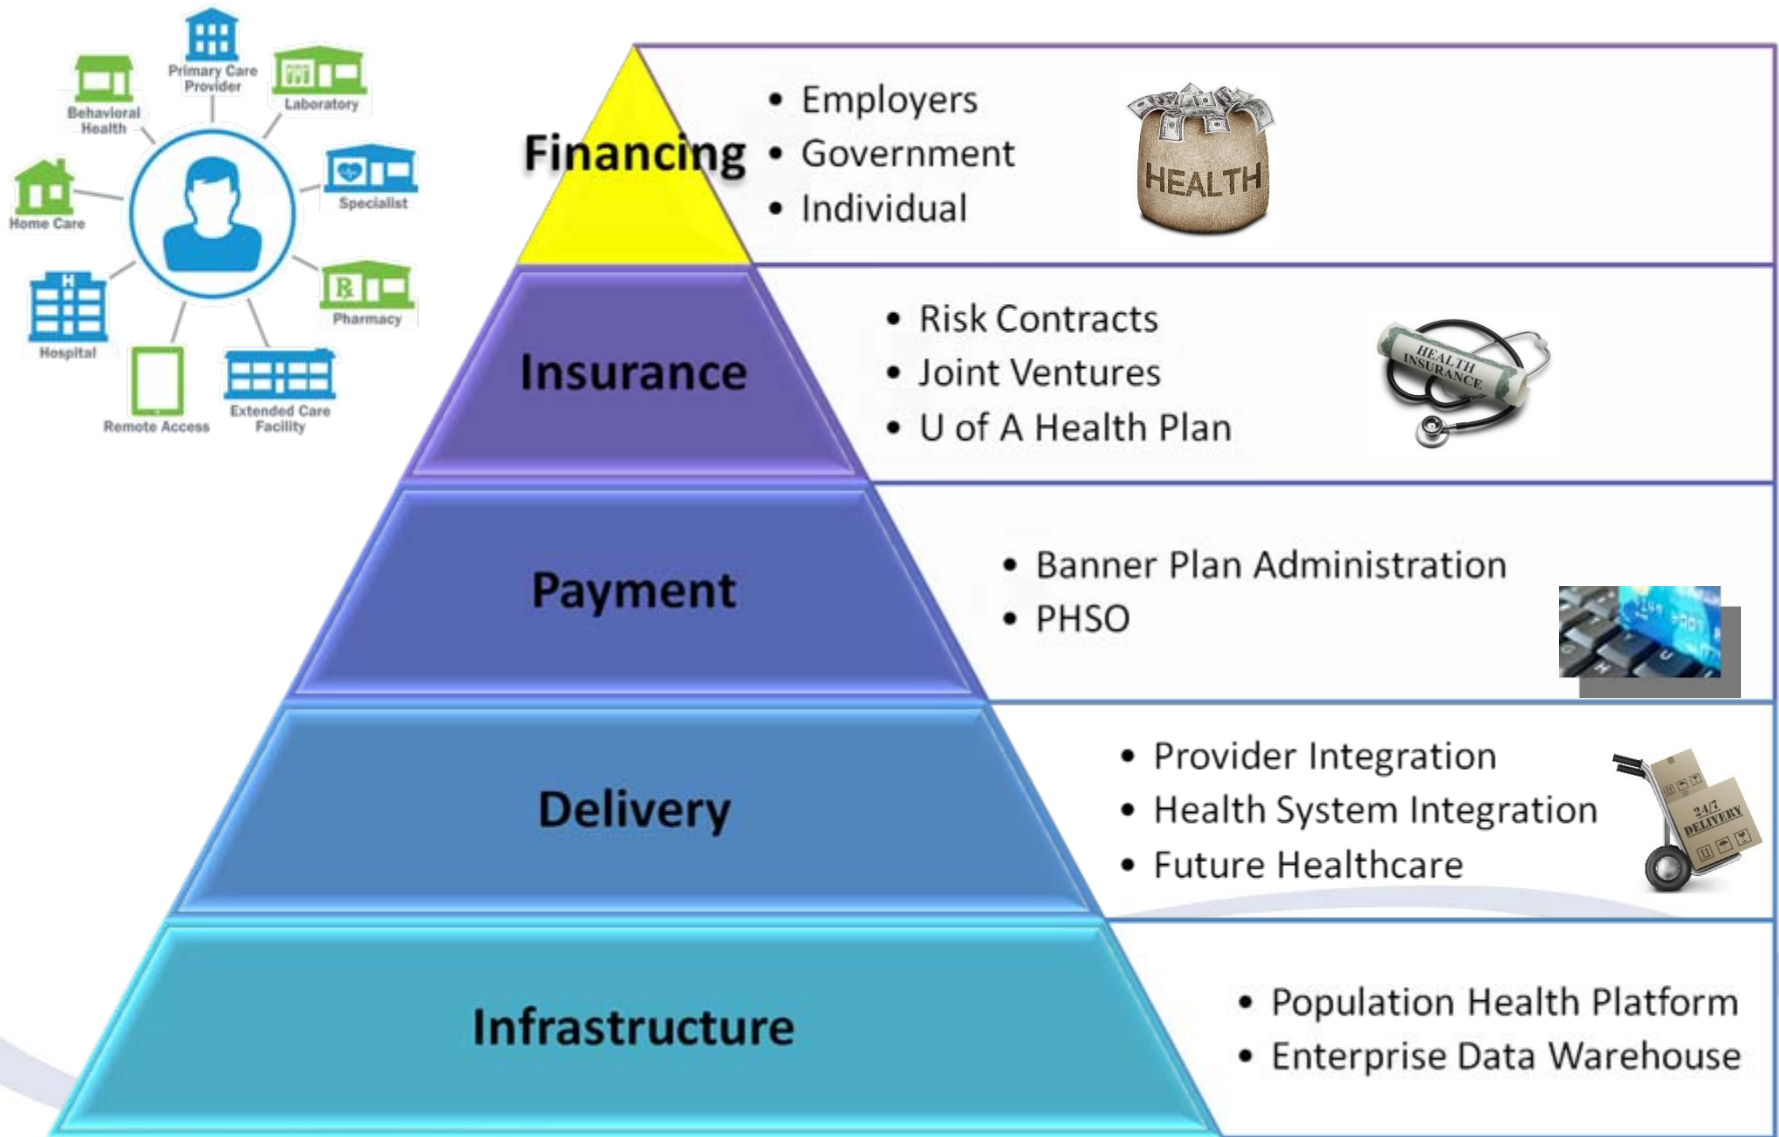 Primary Care
Provider
Laboratory
Behavioral
Health
Specialist
Home Care
Pharmacy
Hospital
Extended Care
Facility
Remote Access
Financing
• Employers
• Government
• Individual
HEALTH
Insurance
• Risk Contracts
• Joint Ventures
• U of A Health Plan
HEALTH
INSURANCE
Payment
• Banner Plan Administration
• PHSO
Delivery
• Provider Integration
• Health System Integration
• Future Healthcare
24/7
DELIVERY
Infrastructure
• Population Health Platform
• Enterprise Data Warehouse
H
Rx
G
H
U